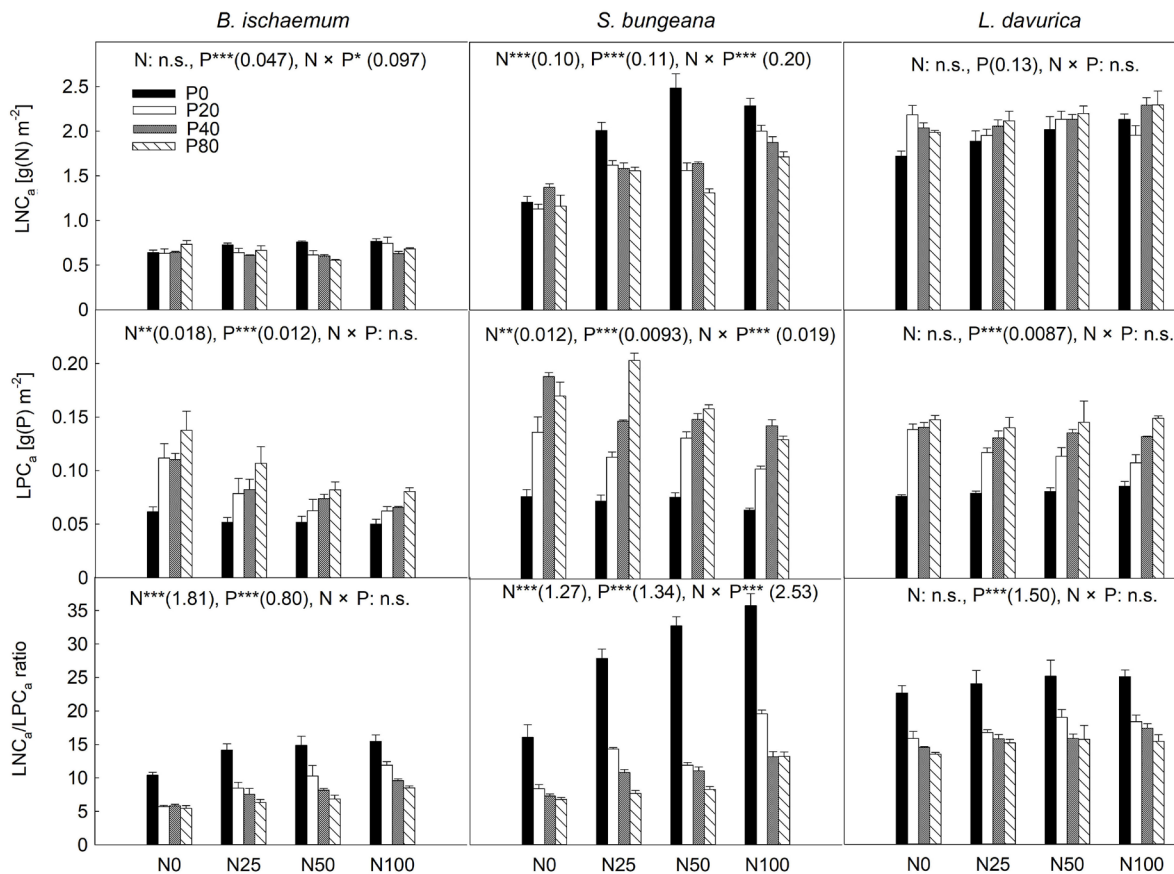 B. ischaemum S. bungeana L. davurica
N: n.s., P***(0.047), N × P* (0.097)
N***(0.10), P***(0.11), N × P*** (0.20)
N: n.s., P(0.13), N × P: n.s.
P0
P20
P40
P80
LNCa [g(N) m-2]
2.5
2.0
1.5
1.0
0.5
0
N**(0.018), P***(0.012), N × P: n.s.
N**(0.012), P***(0.0093), N × P*** (0.019)
N: n.s., P***(0.0087), N × P: n.s.
LPCa [g(P) m-2]
0.20
0.15
0.10
0.05
0
N***(1.81), P***(0.80), N × P: n.s.
N***(1.27), P***(1.34), N × P*** (2.53)
N: n.s., P***(1.50), N × P: n.s.
LNCa/LPCa ratio
35
30
25
20
15
10
5
0
N0 N25 N50 N100 N0 N25 N50 N100 N0 N25 N50 N100